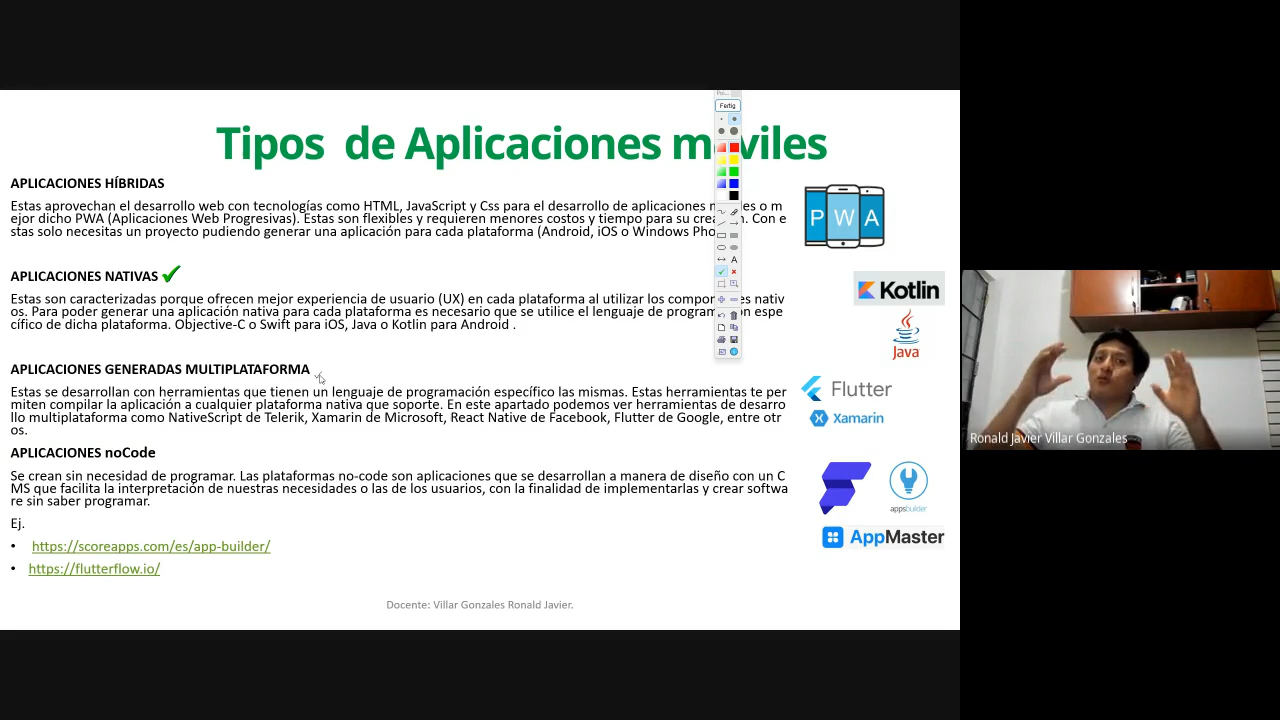 Fertig
Tipos de Aplicaciones m viles
APLICACIONES HÍBRIDAS
Estas aprovechan desarrollo web con tecnologías como HTML, JavaScript y Css para el desarrollo de aplicaciones o m
ejor dicho PWA (Aplicaciones Web Progresivas). Estas son flexibles y requieren menores costos y tiempo para su Con e
stas solo necesitas un proyecto pudiendo generar una aplicación para cada plataforma (Android, iOS o Windows Pho
PWA
APLICACIONES NATIVAS
Estas son caracterizadas porque ofrecen mejor experiencia de usuario (UX) en cada plataforma al utilizar los nativ
os. Para poder generar una aplicación nativa para cada plataforma es necesario que se utilice el lenguaje de espe
cífico de dicha plataforma. Objective-C o Swift para iOS, Java o Kotlin para Android .
Kotlin
Java
APLICACIONES GENERADAS MULTIPLATAFORMA
Estas se desarrollan con herramientas que tienen un lenguaje de programación específico las mismas. Estas herramientas te per
miten compilar la aplicación a cualquier plataforma nativa que soporte. En este apartado podemos ver herramientas de desarro
llo multiplataforma como NativeScript de Telerik, Xamarin de Microsoft, React Native de Facebook, Flutter de Google, entre otr
os.
Flutter
Xamarin
APLICACIONES noCode
Se crean sin necesidad de programar. Las plataformas no-code son aplicaciones que se desarrollan a manera de diseño con un C
MS que facilita la interpretación de nuestras necesidades o las de los usuarios, con la finalidad de implementarlas y crear softwa
re sin saber programar.
Ej.
• https://scoreapps.com/es/app-builder/
• https://flutterflow.io/
appsbuilder
AppMaster
Docente: Villar Gonzales Ronald Javier.
Ronald Javier Villar Gonzales